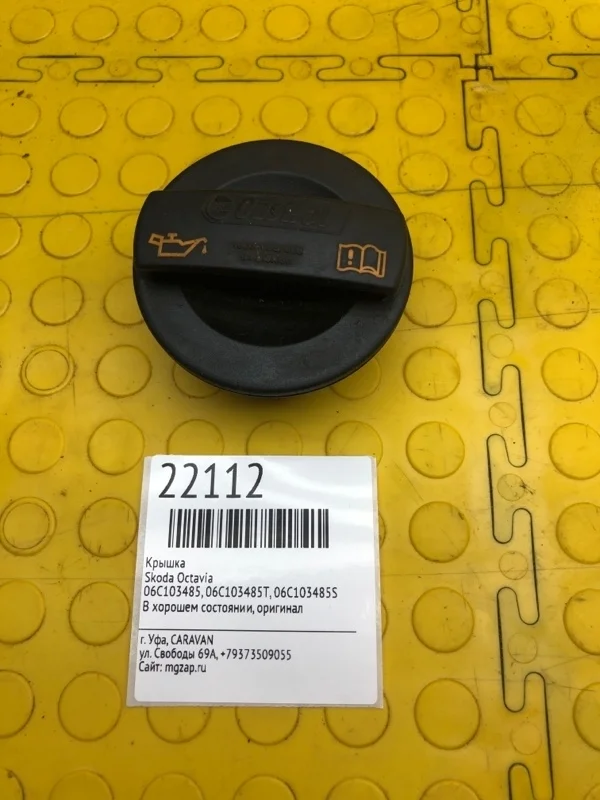 22112
Крышка
Skoda Octavia
06C103485, 06C103485T, 06C103485S
В хорошем состоянии, оригинал
г. Уфа, CARAVAN
ул. Свободы 69А, +79373509055
Сайт: mgzap.ru